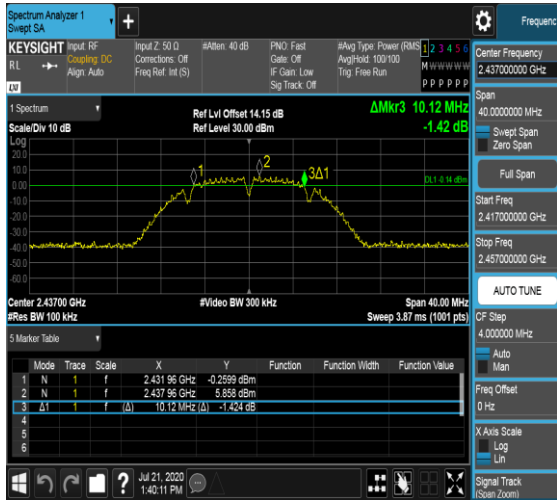 Spectrum Analyzer 1
Swept SA
Frequenc
KEYSIGHT
RL
LXI
Input: RF
Coupling: DC
Align: Auto
Input Z: 50 Ω
Corrections: Off
Freq Ref: Int (S)
#Atten: 40 dB
PNO: Fast
Gate: Off
IF Gain: Low
Sig Track: Off
#Avg Type: Power (RMS
Avg|Hold: 100/100
Trig: Free Run
1 2 3 4 5 6
M W W W W W
P P P P P P
1 Spectrum
Scale/Div 10 dB
Log
Ref Lvl Offset 14.15 dB
Ref Level 30.00 dBm
ΔMkr3 10.12 MHz
-1.42 dB
20.0
10.0
0.00
-10.0
-20.0
-30.0
-40.0
-50.0
-60.0
1
2
3Δ1
DL1 -0.14 dBm
Center 2.43700 GHz
#Res BW 100 kHz
#Video BW 300 kHz
Span 40.00 MHz
Sweep 3.87 ms (1001 pts)
5 Marker Table
Mode Trace Scale X Y Function Function Width Function Value
1 N 1 f 2.431 96 GHz -0.2599 dBm
2 N 1 f 2.437 96 GHz 5.858 dBm
3 Δ1 1 f (Δ) 10.12 MHz (Δ) -1.424 dB
4
5
6
Jul 21, 2020
1:40:11 PM
Center Frequency
2.437000000 GHz
Span
40.0000000 MHz
Swept Span
Zero Span
Full Span
Start Freq
2.417000000 GHz
Stop Freq
2.457000000 GHz
AUTO TUNE
CF Step
4.000000 MHz
Auto
Man
Freq Offset
0 Hz
X Axis Scale
Log
Lin
Signal Track
(Span Zoom)